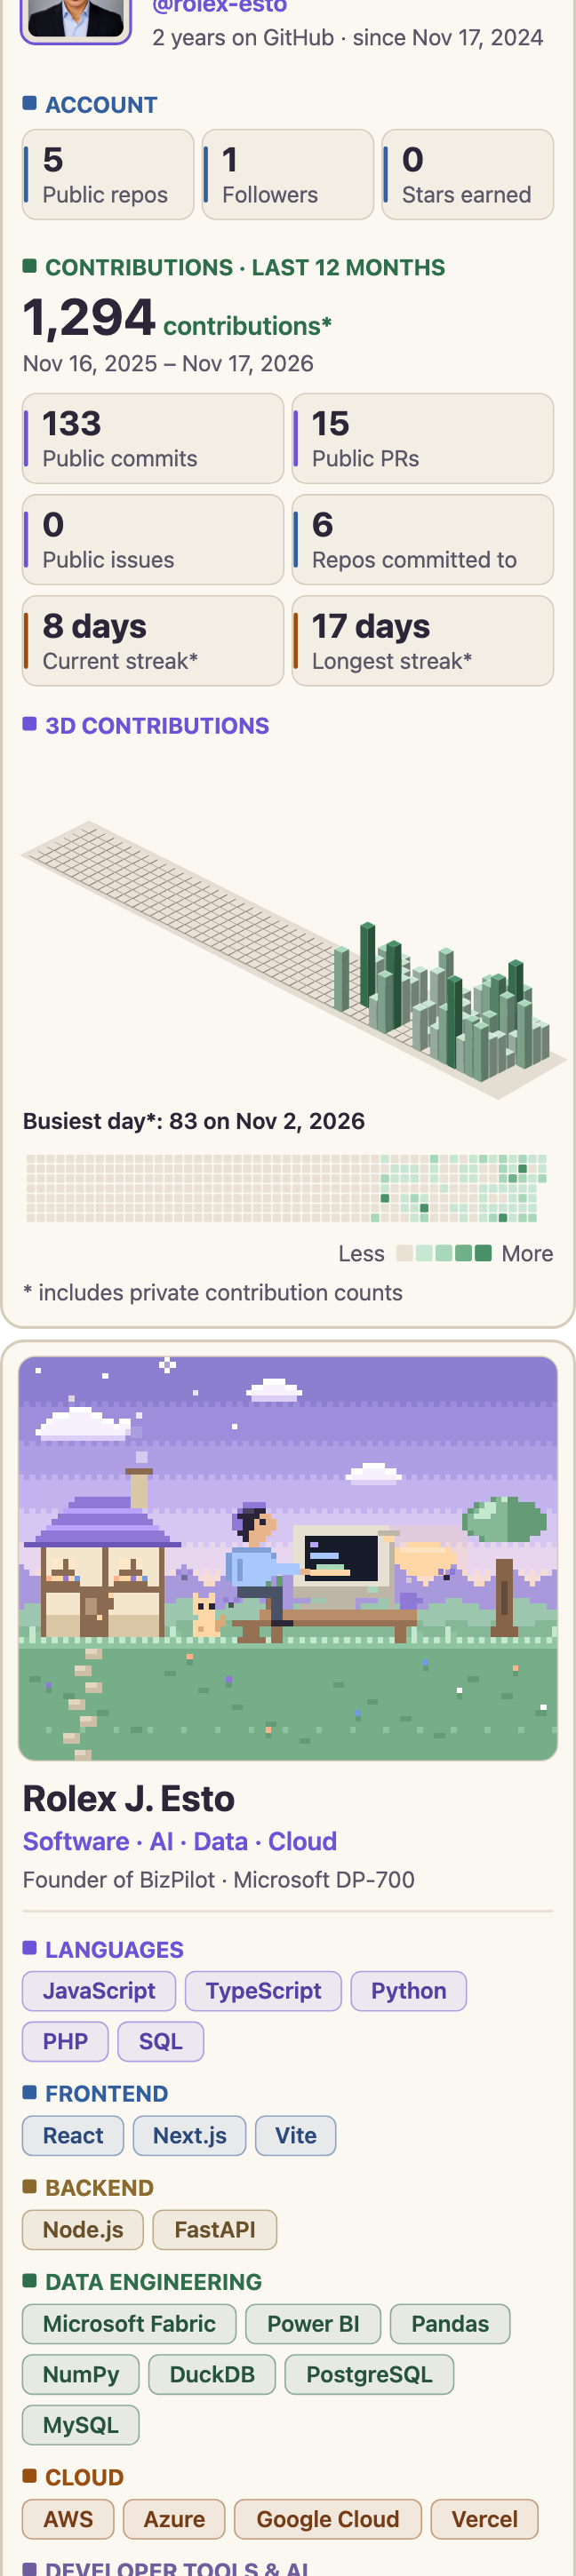 @rolex-esto
2 years on GitHub · since Nov 17, 2024
ACCOUNT
5
Public repos
1
Followers
0
Stars earned
CONTRIBUTIONS · LAST 12 MONTHS
1,294 contributions*
Nov 16, 2025 – Nov 17, 2026
133
Public commits
15
Public PRs
0
Public issues
6
Repos committed to
8 days
Current streak*
17 days
Longest streak*
3D CONTRIBUTIONS
Busiest day*: 83 on Nov 2, 2026
Less More
* includes private contribution counts
Rolex J. Esto
Software · AI · Data · Cloud
Founder of BizPilot · Microsoft DP-700
LANGUAGES
JavaScript TypeScript Python
PHP SQL
FRONTEND
React Next.js Vite
BACKEND
Node.js FastAPI
DATA ENGINEERING
Microsoft Fabric Power BI Pandas
NumPy DuckDB PostgreSQL
MySQL
CLOUD
AWS Azure Google Cloud Vercel
DEVELOPER TOOLS & AI